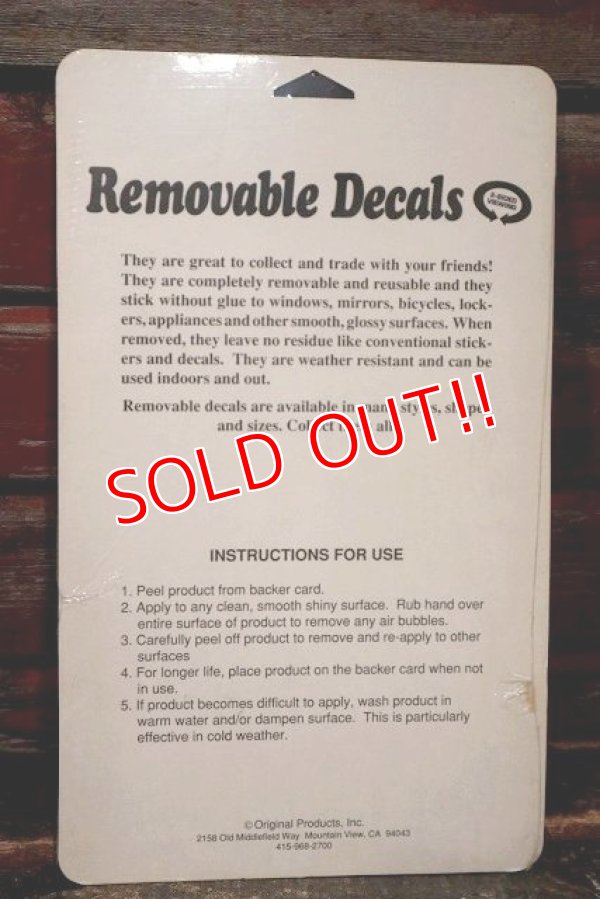 Removable Decals
2-SIDED
VIEWING
They are great to collect and trade with your friends!
They are completely removable and reusable and they
stick without glue to windows, mirrors, bicycles, lock-
ers, appliances and other smooth, glossy surfaces. When
removed, they leave no residue like conventional stick-
ers and decals. They are weather resistant and can be
used indoors and out.
Removable decals are available in many styles, shapes
and sizes. Collect them all!
SOLD OUT!!
INSTRUCTIONS FOR USE
1. Peel product from backer card.
2. Apply to any clean, smooth shiny surface. Rub hand over
entire surface of product to remove any air bubbles.
3. Carefully peel off product to remove and re-apply to other
surfaces
4. For longer life, place product on the backer card when not
in use.
5. If product becomes difficult to apply, wash product in
warm water and/or dampen surface. This is particularly
effective in cold weather.
©Original Products, Inc.
2158 Old Middlefield Way Mountain View, CA 94043
415-968-2700